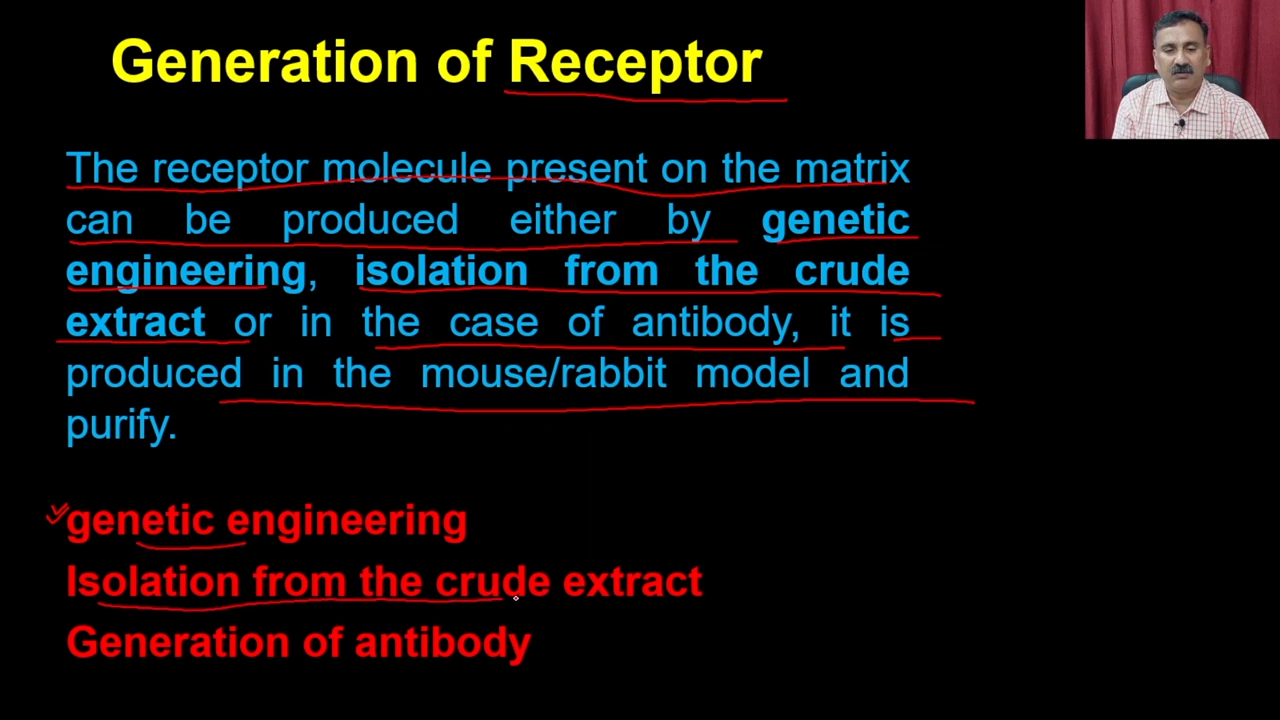 Generation of Receptor
The receptor molecule present on the matrix
can be produced either by genetic
engineering, isolation from the crude
extract or in the case of antibody, it is
produced in the mouse/rabbit model and
purify.
genetic engineering
Isolation from the crude extract
Generation of antibody